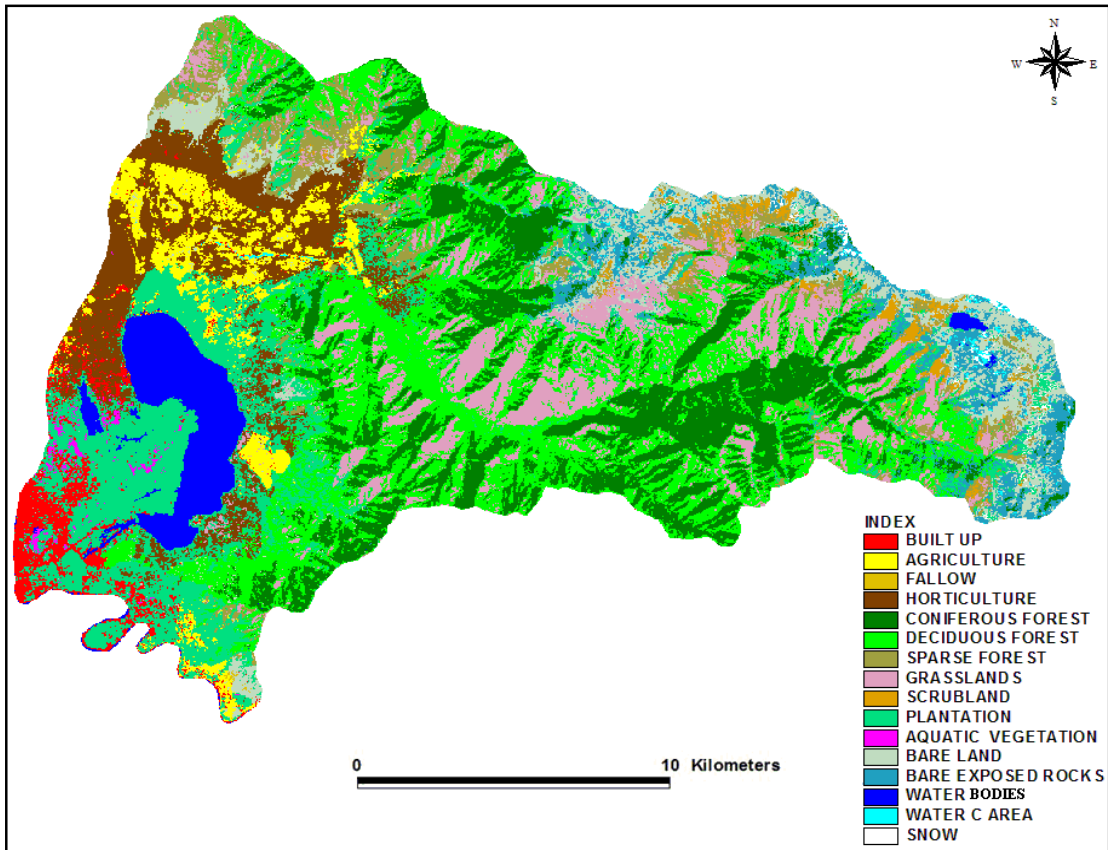 N
W E
S
INDEX
BUILT UP
AGRICULTURE
FALLOW
HORTICULTURE
CONIFEROUS FOREST
DECIDUOUS FOREST
SPARSE FOREST
GRASSLANDS
SCRUBLAND
PLANTATION
AQUATIC VEGETATION
BARE LAND
BARE EXPOSED ROCKS
WATER BODIES
WATER C AREA
SNOW
0 10 Kilometers